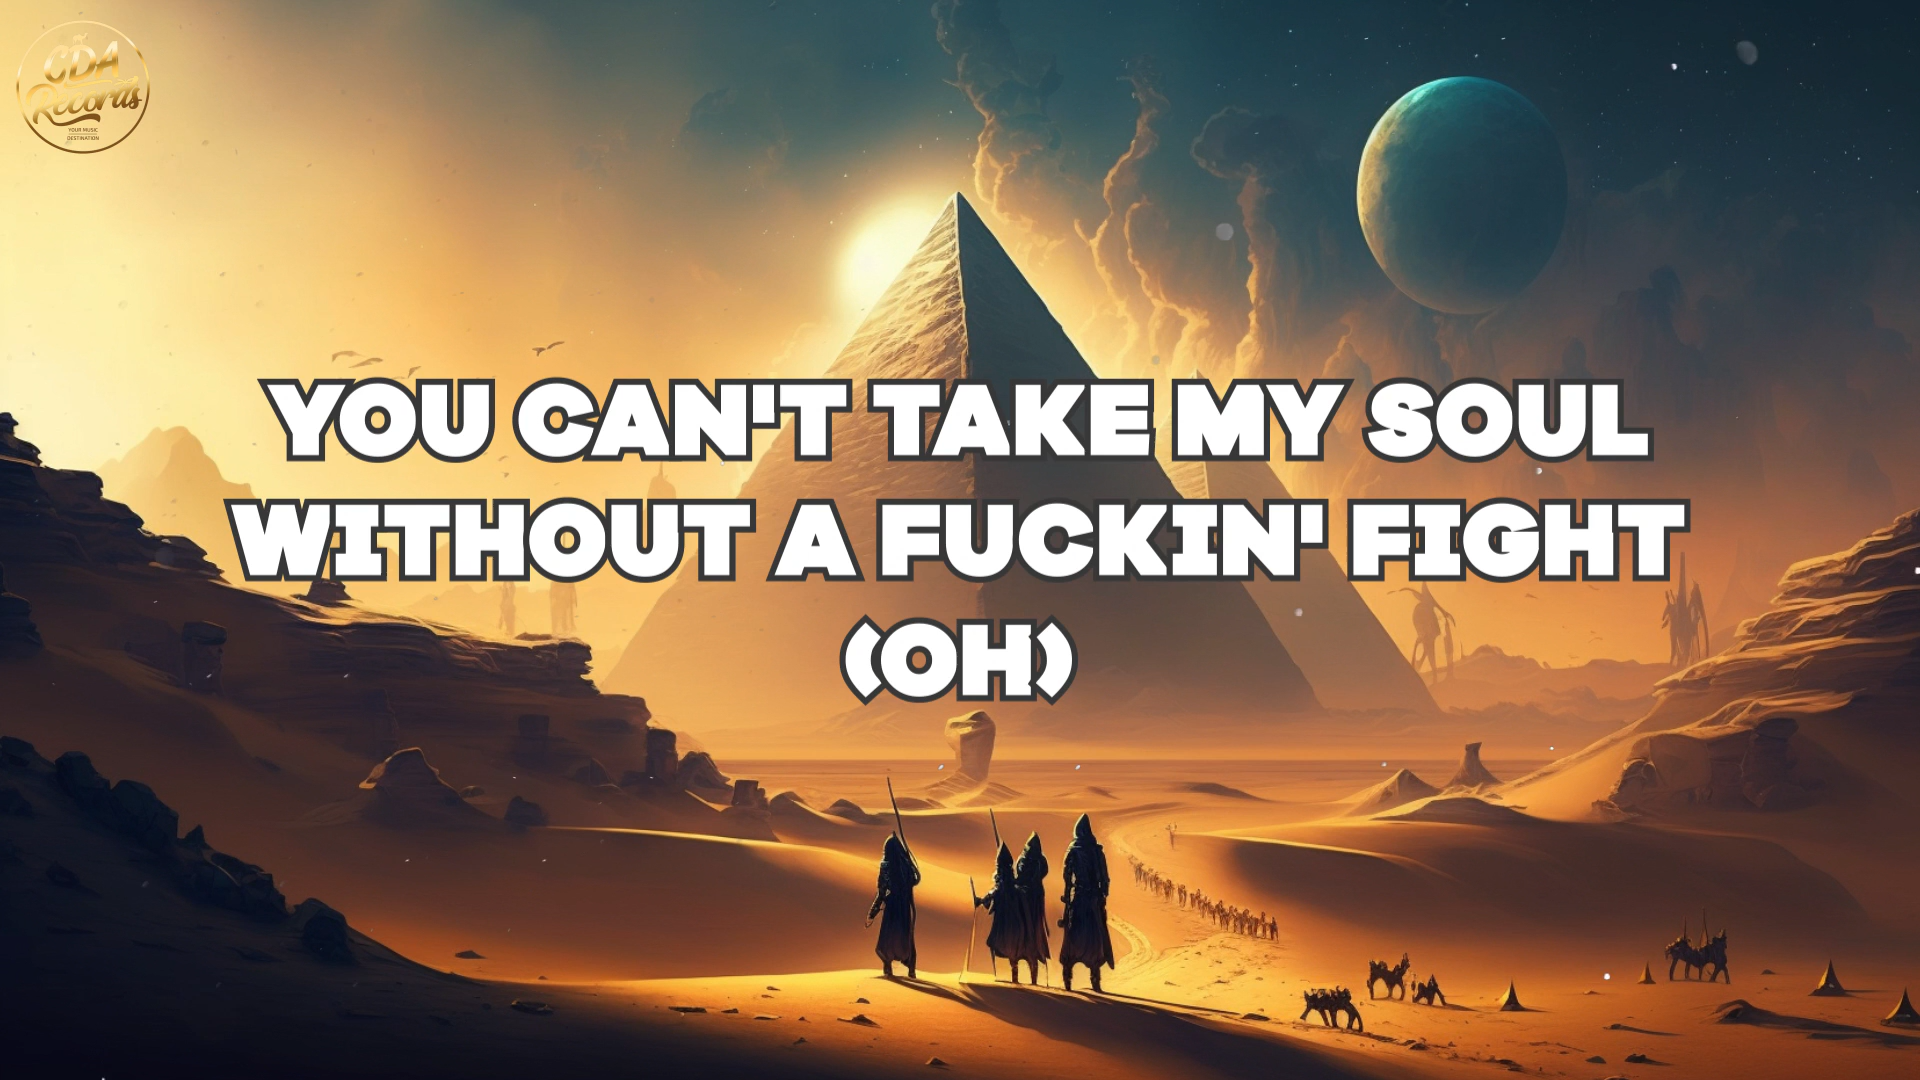 CDA
Records
YOUR MUSIC
DESTINATION
YOU CAN'T TAKE MY SOUL
WITHOUT A FUCKIN' FIGHT
(OH)